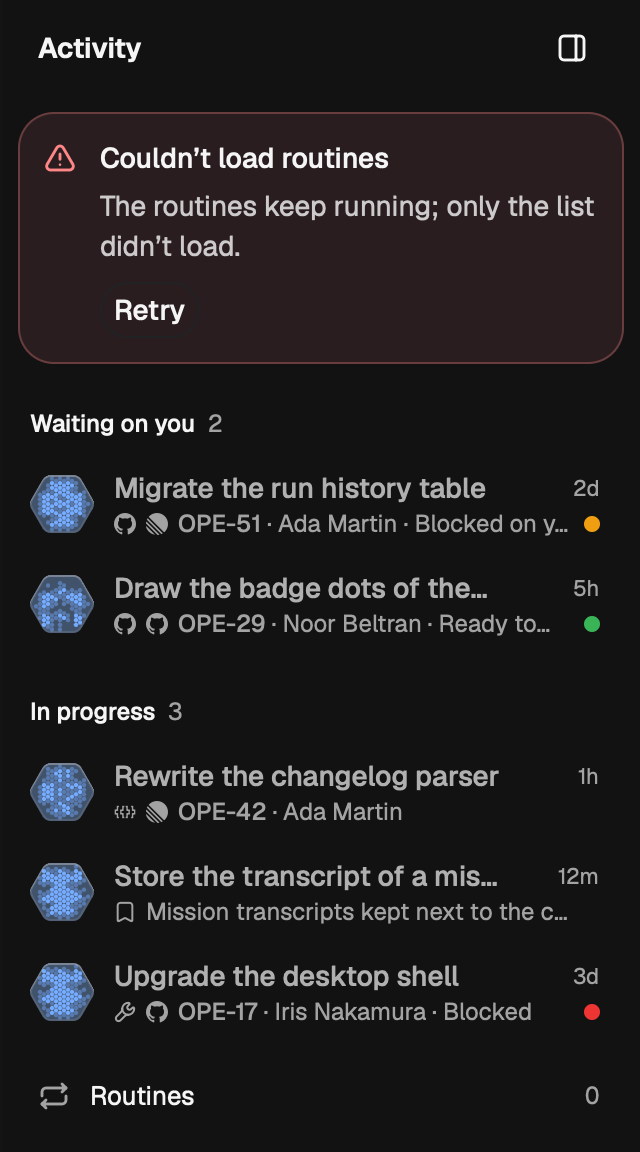 Activity
Couldn’t load routines
The routines keep running; only the list
didn’t load.
Retry
Waiting on you 2
Migrate the run history table 2d
OPE-51 · Ada Martin · Blocked on y…
Draw the badge dots of the… 5h
OPE-29 · Noor Beltran · Ready to…
In progress 3
Rewrite the changelog parser 1h
OPE-42 · Ada Martin
Store the transcript of a mis… 12m
Mission transcripts kept next to the c…
Upgrade the desktop shell 3d
OPE-17 · Iris Nakamura · Blocked
Routines 0